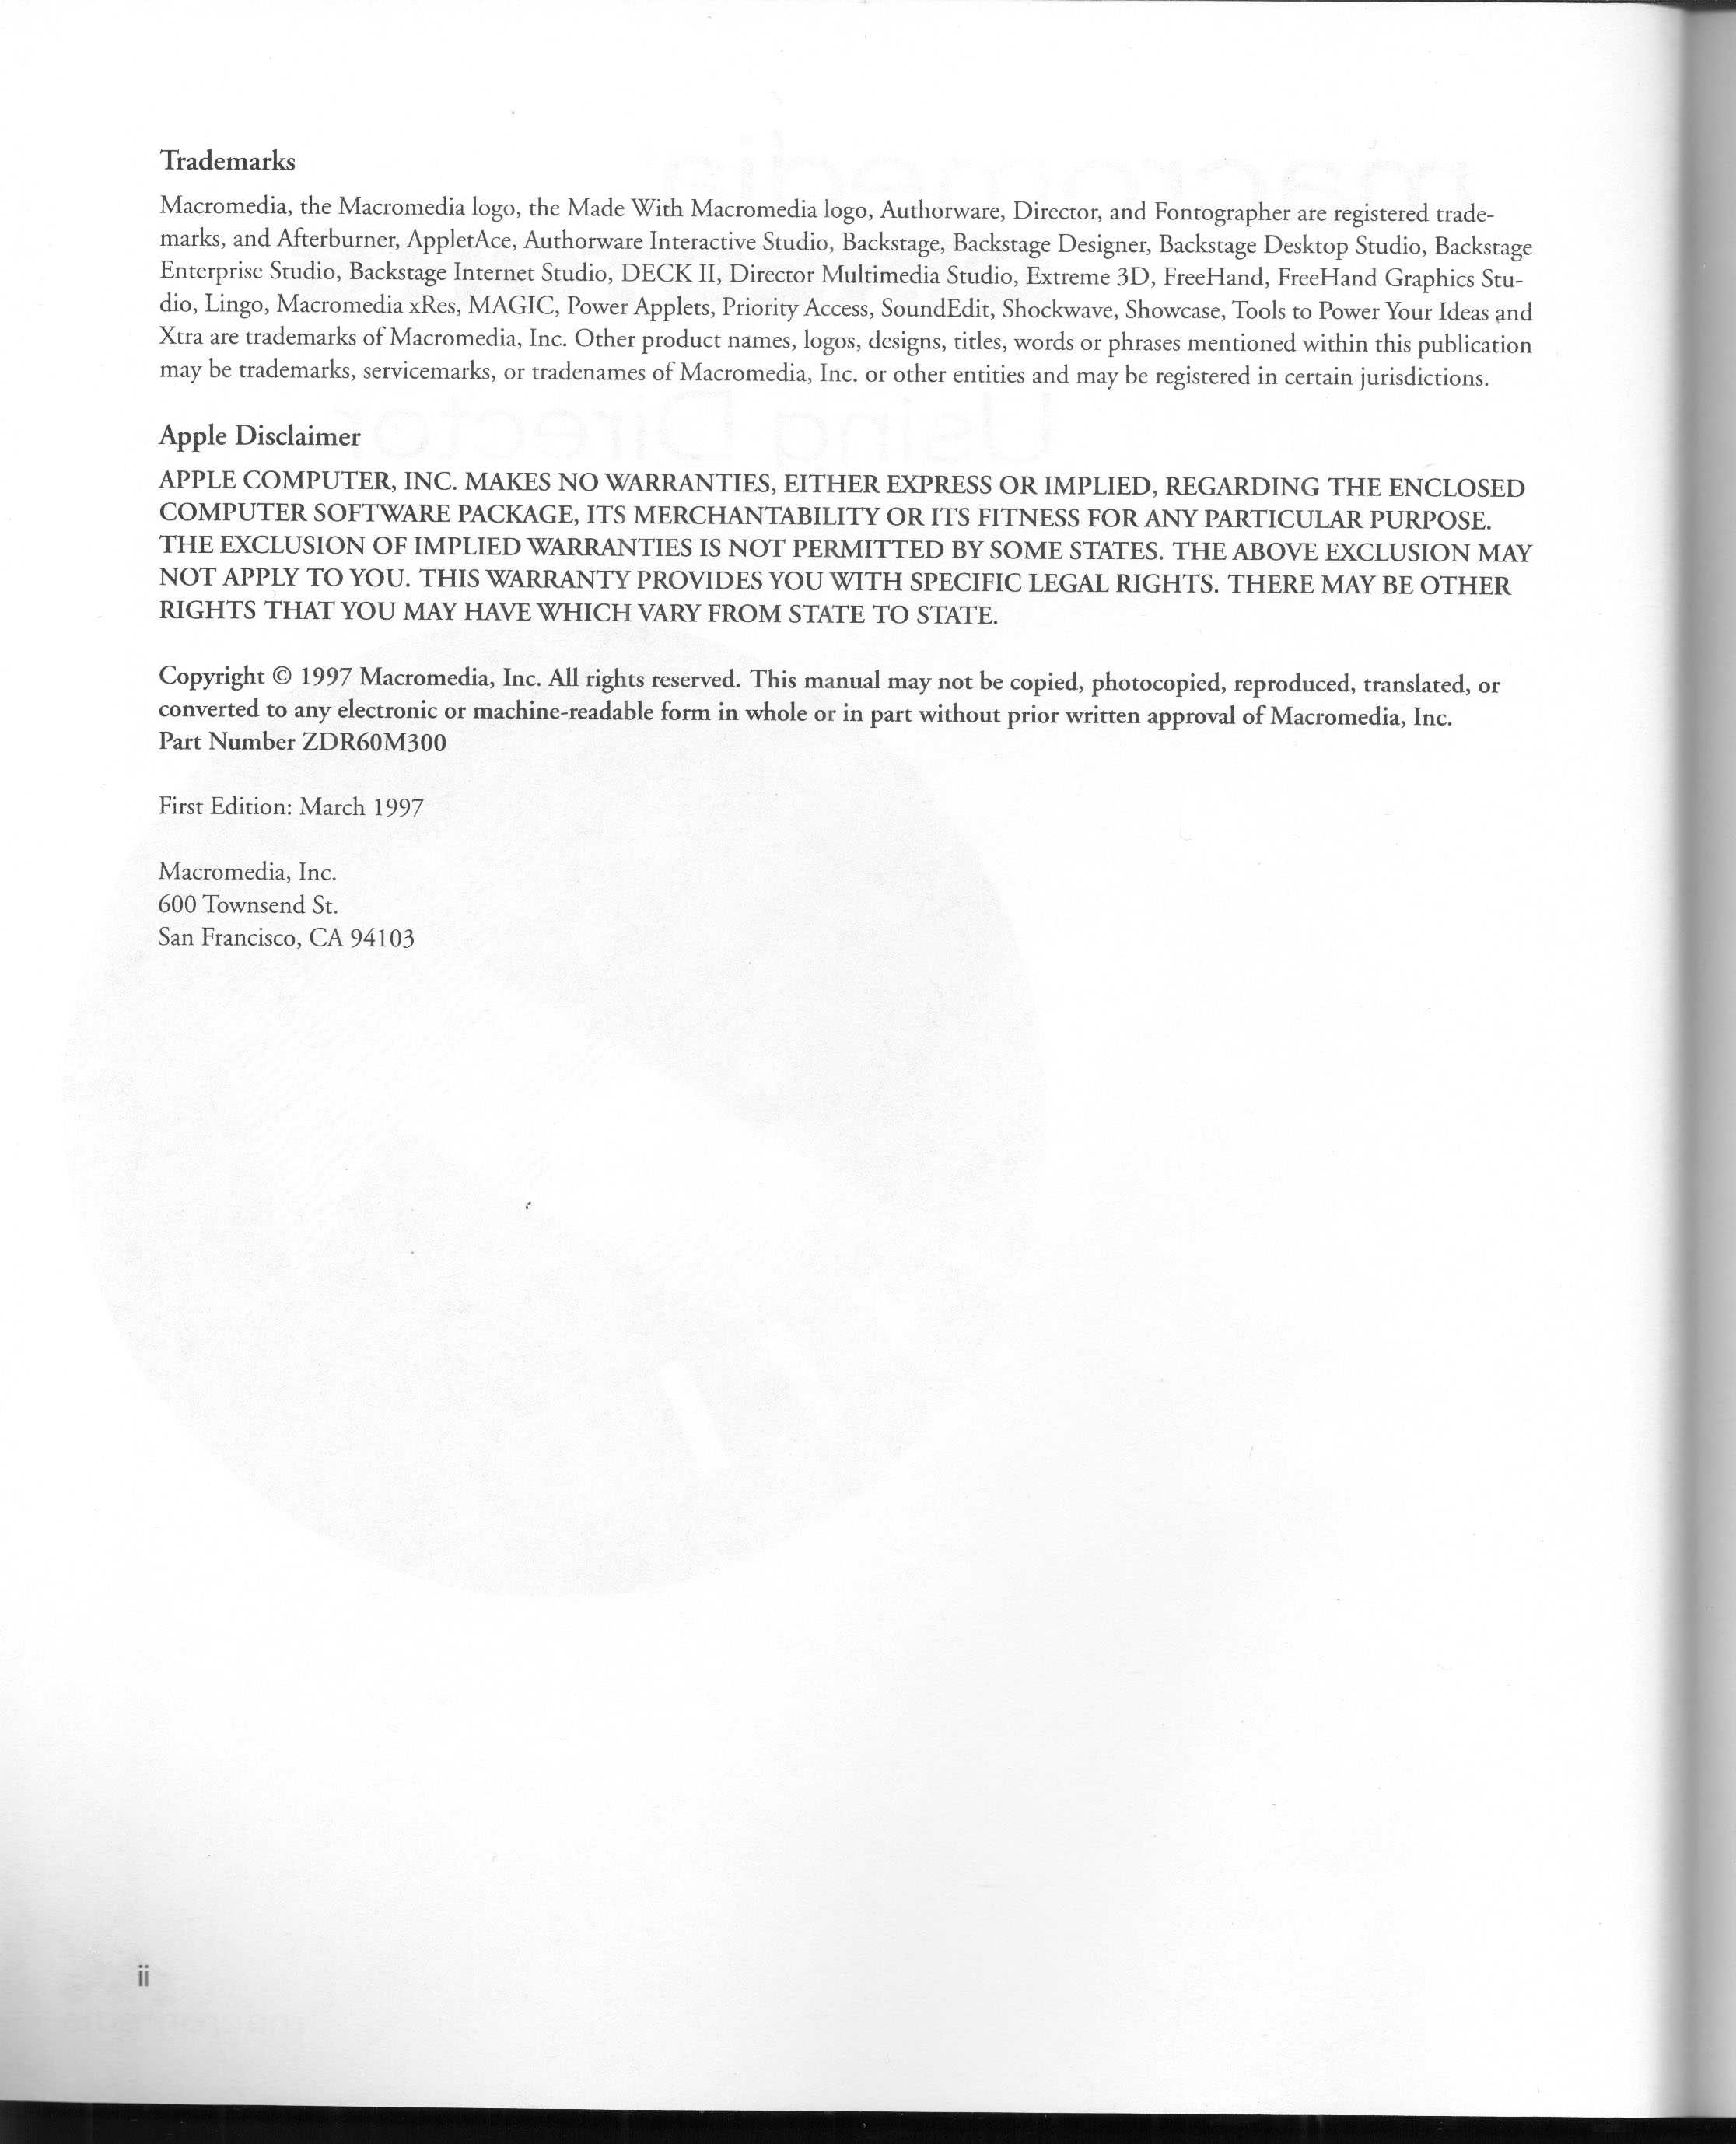 Trademarks
Macromedia, the Macromedia logo, the Made With Macromedia logo, Authorware, Director, and Fontographer are registered trade-
marks, and Afterburner, AppletAce, Authorware Interactive Studio, Backstage, Backstage Designer, Backstage Desktop Studio, Backstage
Enterprise Studio, Backstage Internet Studio, DECK II, Director Multimedia Studio, Extreme 3D, FreeHand, FreeHand Graphics Stu-
dio, Lingo, Macromedia xRes, MAGIC, Power Applets, Priority Access, SoundEdit, Shockwave, Showcase, Tools to Power Your Ideas and
Xtra are trademarks of Macromedia, Inc. Other product names, logos, designs, titles, words or phrases mentioned within this publication
may be trademarks, servicemarks, or tradenames of Macromedia, Inc. or other entities and may be registered in certain jurisdictions.
Apple Disclaimer
APPLE COMPUTER, INC. MAKES NO WARRANTIES, EITHER EXPRESS OR IMPLIED, REGARDING THE ENCLOSED
COMPUTER SOFTWARE PACKAGE, ITS MERCHANTABILITY OR ITS FITNESS FOR ANY PARTICULAR PURPOSE.
THE EXCLUSION OF IMPLIED WARRANTIES IS NOT PERMITTED BY SOME STATES. THE ABOVE EXCLUSION MAY
NOT APPLY TO YOU. THIS WARRANTY PROVIDES YOU WITH SPECIFIC LEGAL RIGHTS. THERE MAY BE OTHER
RIGHTS THAT YOU MAY HAVE WHICH VARY FROM STATE TO STATE.
Copyright © 1997 Macromedia, Inc. All rights reserved. This manual may not be copied, photocopied, reproduced, translated, or
converted to any electronic or machine-readable form in whole or in part without prior written approval of Macromedia, Inc.
Part Number ZDR60M300
First Edition: March 1997
Macromedia, Inc.
600 Townsend St.
San Francisco, CA 94103
ii